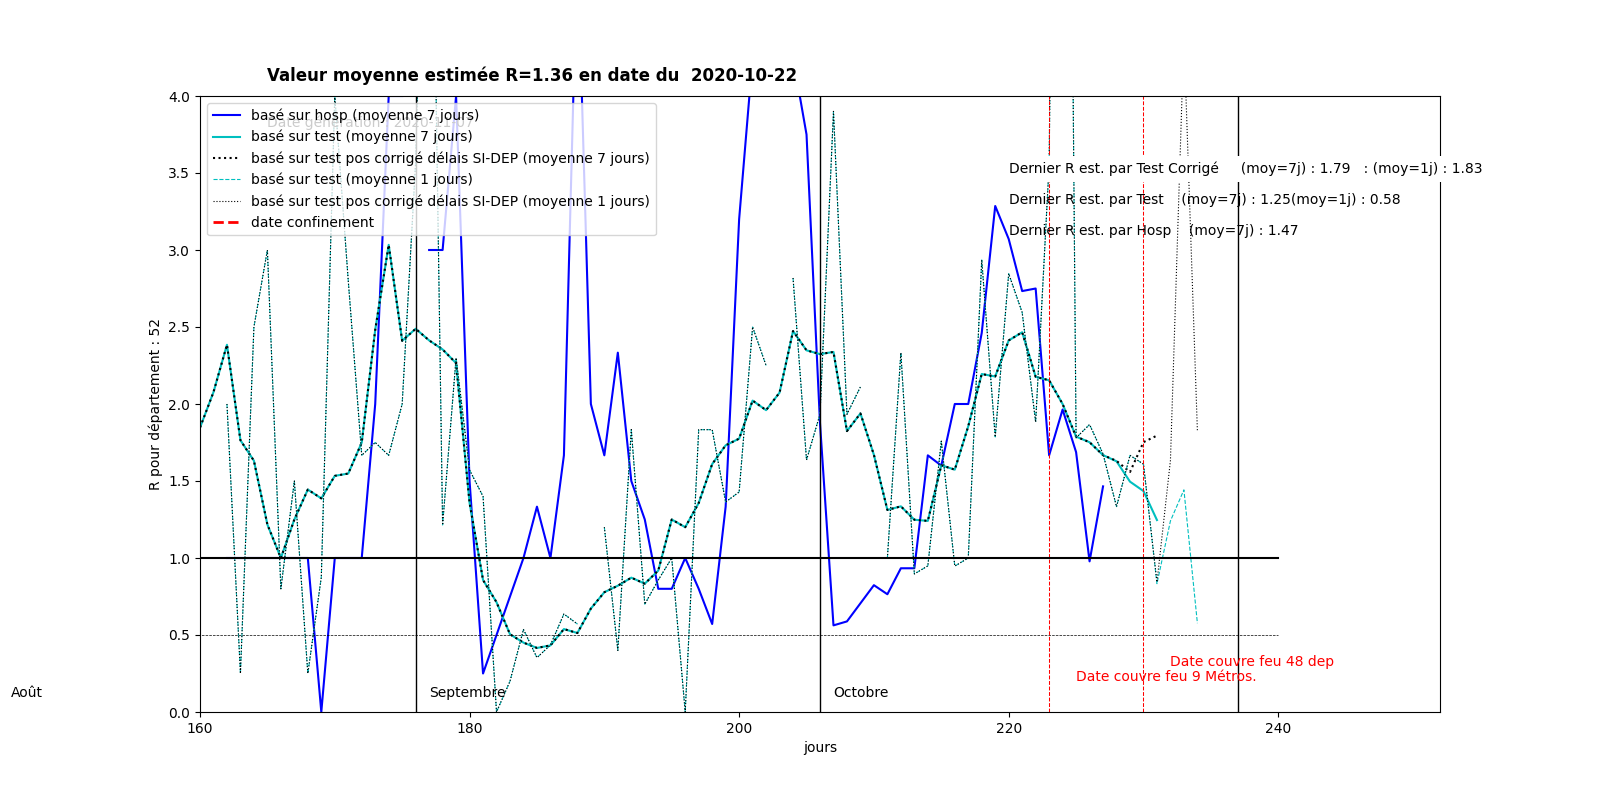 Valeur moyenne estimée R=1.36 en date du  2020-10-22
basé sur hosp (moyenne 7 jours)
basé sur test (moyenne 7 jours)
basé sur test pos corrigé délais SI-DEP (moyenne 7 jours)
basé sur test (moyenne 1 jours)
basé sur test pos corrigé délais SI-DEP (moyenne 1 jours)
date confinement
Dernier R est. par Test Corrigé    (moy=7j) : 1.79   : (moy=1j) : 1.83
Dernier R est. par Test    (moy=7j) : 1.25(moy=1j) : 0.58
Dernier R est. par Hosp    (moy=7j) : 1.47
4.0
3.5
3.0
2.5
2.0
1.5
1.0
0.5
0.0
R pour département : 52
Date couvre feu 48 dep
Date couvre feu 9 Métros.
Août
Septembre
Octobre
160
180
200
220
240
jours